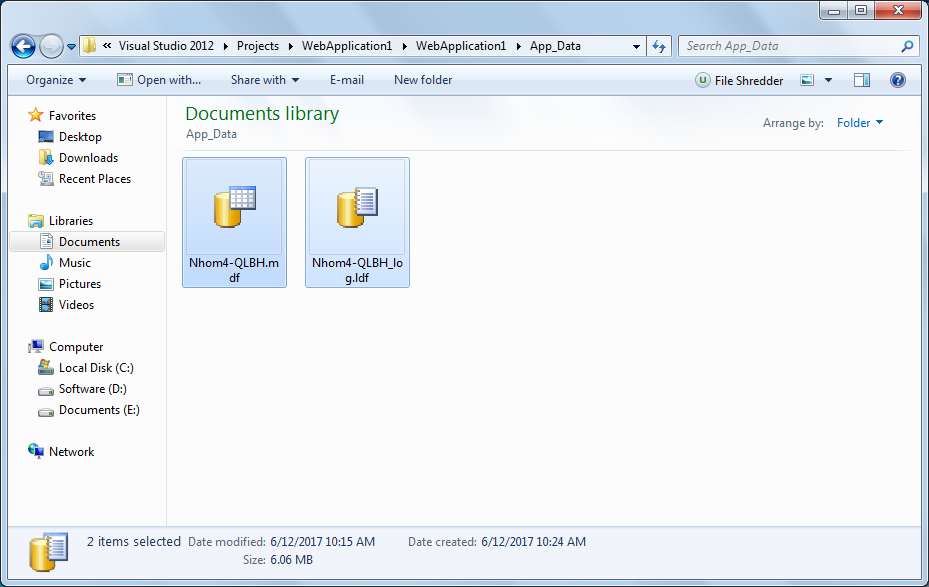 « Visual Studio 2012 ▸ Projects ▸ WebApplication1 ▸ WebApplication1 ▸ App_Data
Search App_Data
Organize Open with... Share with E-mail New folder File Shredder
Favorites
Desktop
Downloads
Recent Places
Libraries
Documents
Music
Pictures
Videos
Computer
Local Disk (C:)
Software (D:)
Documents (E:)
Network
Documents library
App_Data
Arrange by: Folder
Nhom4-QLBH.m
df
Nhom4-QLBH_lo
g.ldf
2 items selected Date modified: 6/12/2017 10:15 AM Date created: 6/12/2017 10:24 AM
Size: 6.06 MB